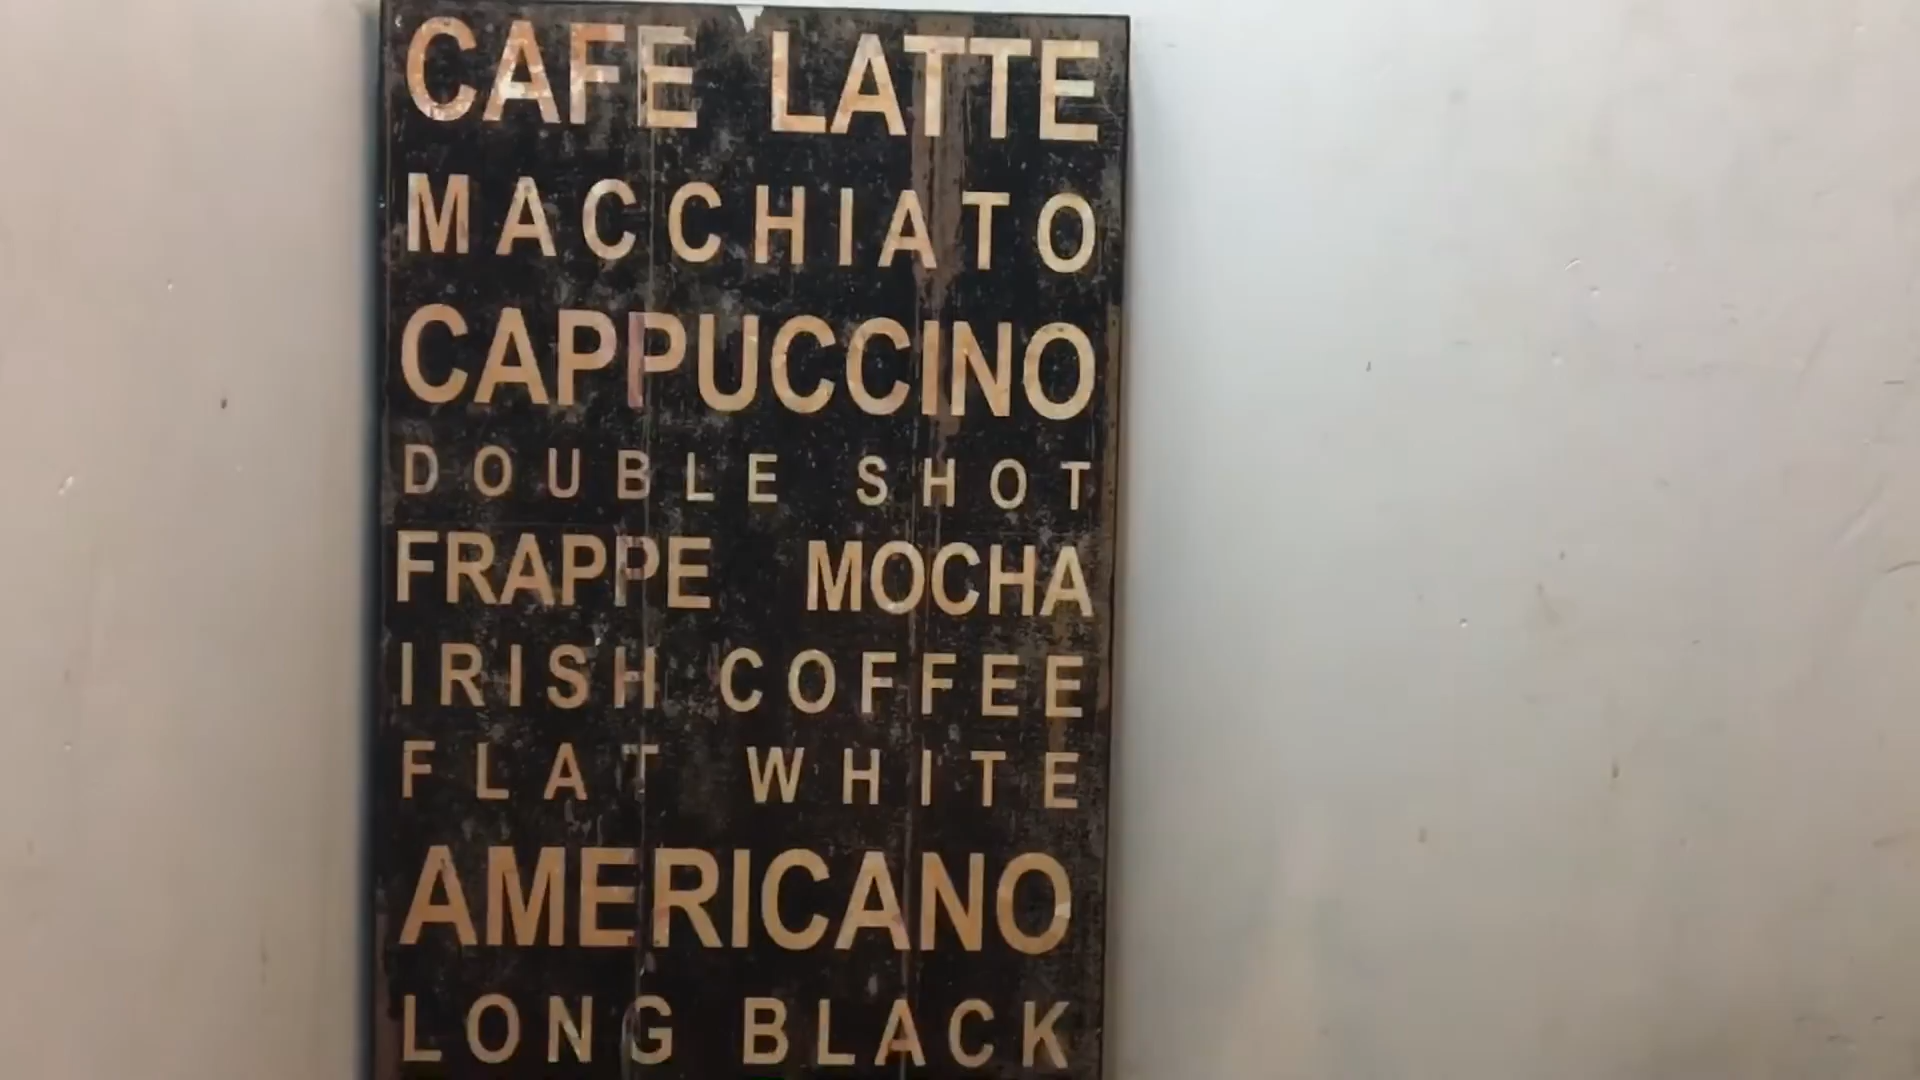 CAFE LATTE
MACCHIATO
CAPPUCCINO
DOUBLE SHOT
FRAPPE MOCHA
IRISH COFFEE
FLAT WHITE
AMERICANO
LONG BLACK